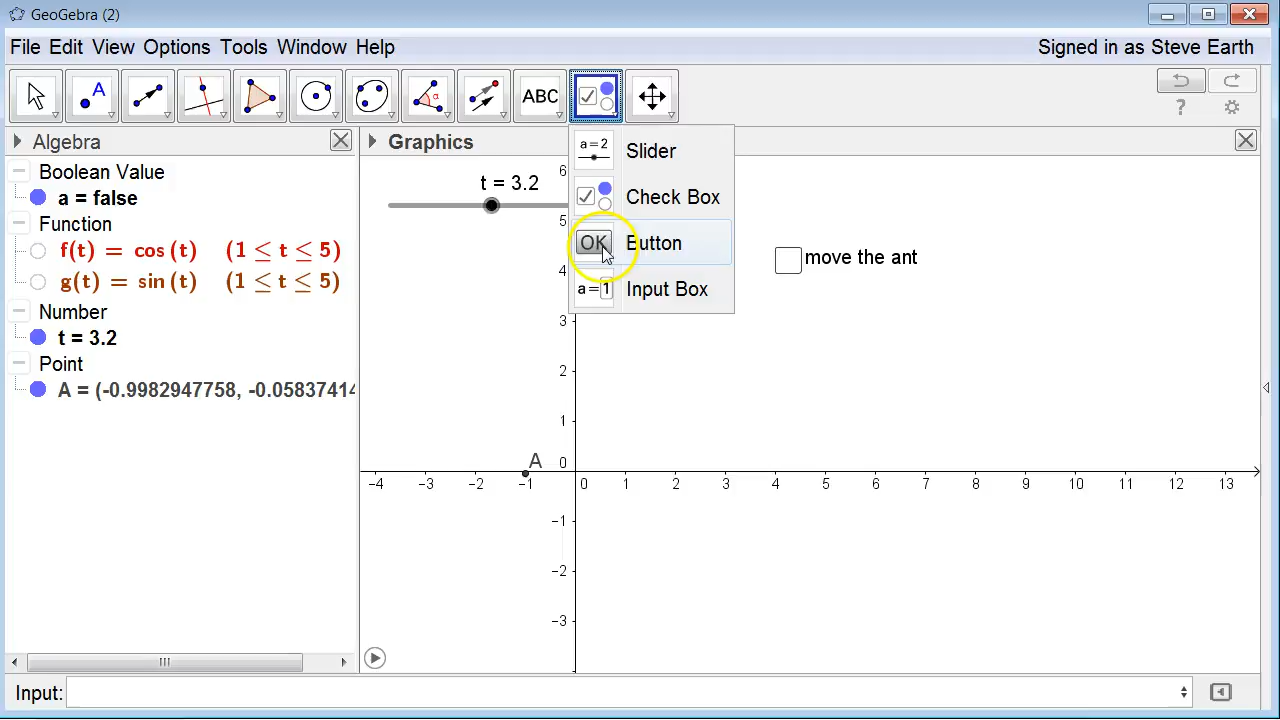 GeoGebra (2)
File Edit View Options Tools Window Help
Signed in as Steve Earth
A
α
ABC
?
Algebra
Graphics
Boolean Value
a = false
Function
f(t) = cos (t) (1 ≤ t ≤ 5)
g(t) = sin (t) (1 ≤ t ≤ 5)
Number
t = 3.2
Point
A = (-0.9982947758, -0.05837414
t = 3.2
a=2
Slider
Check Box
OK
Button
a=1
Input Box
move the ant
6
5
4
3
2
1
0
A
-4 -3 -2 -1 0 1 2 3 4 5 6 7 8 9 10 11 12 13
-1
-2
-3
Input: